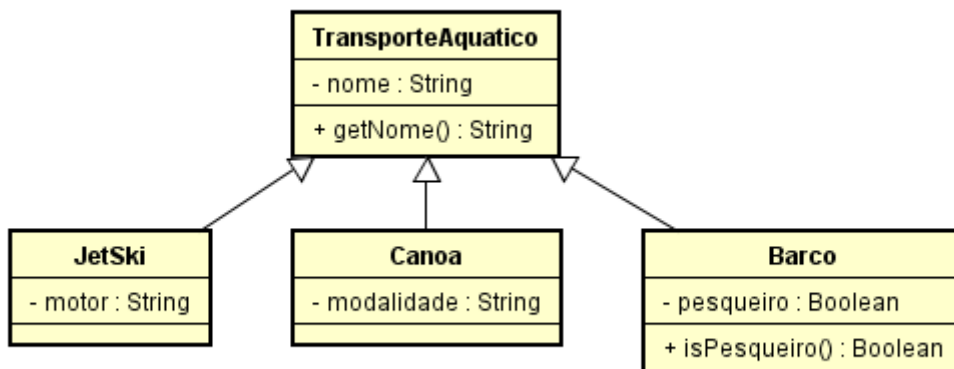 TransporteAquatico
- nome : String
+ getNome() : String
JetSki
- motor : String
Canoa
- modalidade : String
Barco
- pesqueiro : Boolean
+ isPesqueiro() : Boolean